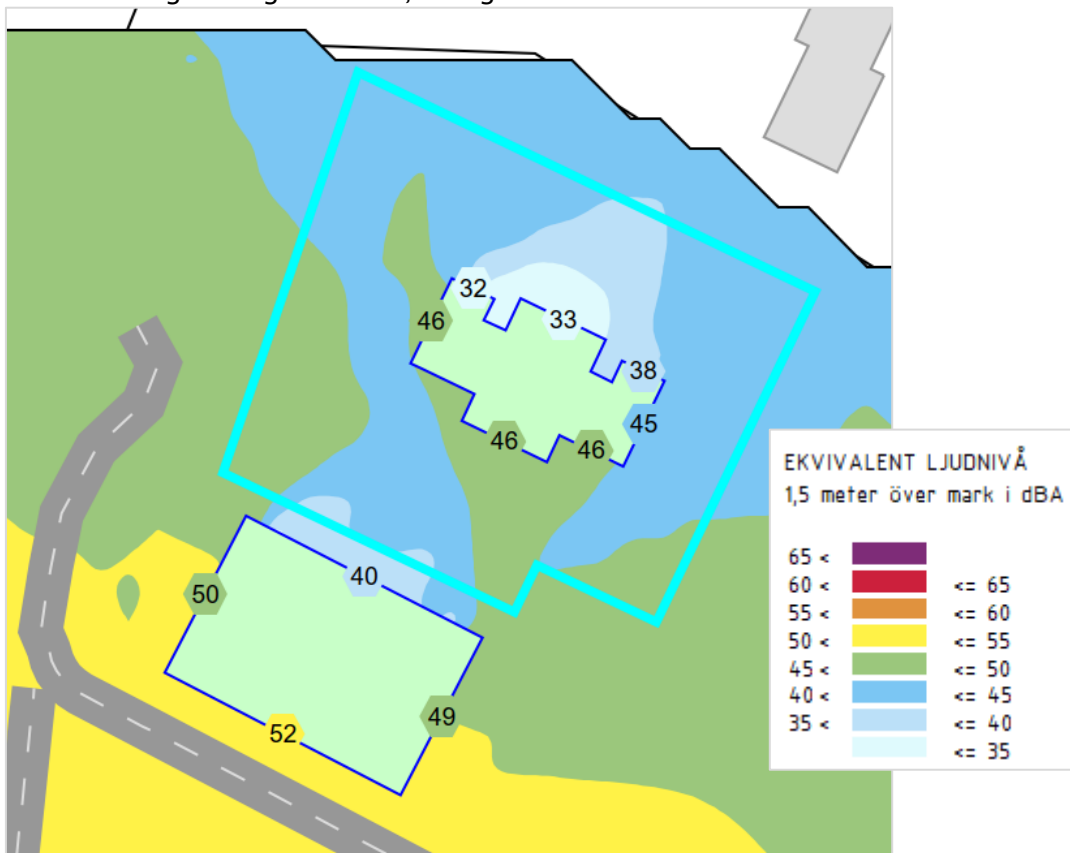 32
46
33
38
45
46
46
40
50
49
52
EKVIVALENT LJUDNIVÅ
1,5 meter över mark i dBA
65 <
60 < <= 65
55 < <= 60
50 < <= 55
45 < <= 50
40 < <= 45
35 < <= 40
<= 35